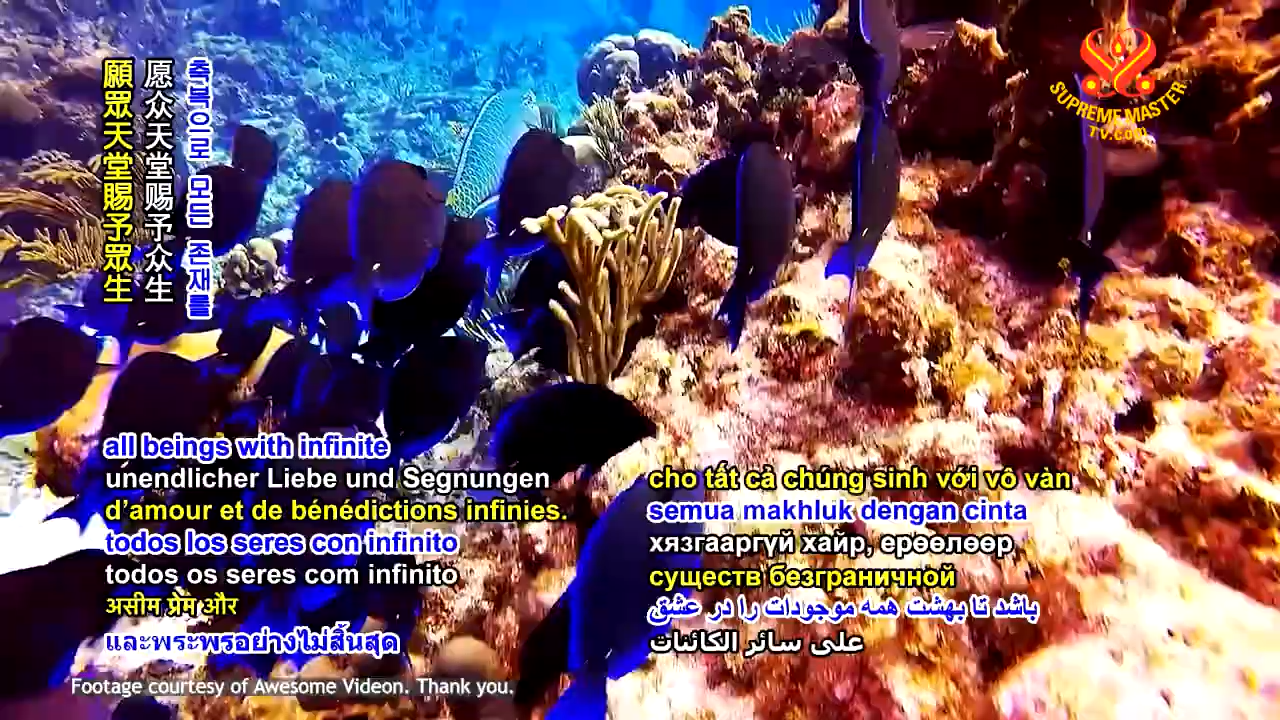 願眾天堂賜予眾生
愿众天堂赐予众生
축복으로 모든 존재를
SUPREME MASTER
TV.com
all beings with infinite
unendlicher Liebe und Segnungen
d'amour et de bénédictions infinies.
todos los seres con infinito
todos os seres com infinito
असीम प्रेम और
และพระพรอย่างไม่สิ้นสุด
cho tất cả chúng sinh với vô vàn
semua makhluk dengan cinta
хязгааргүй хайр, ерөөлөөр
существ безграничной
باشد تا بهشت همه موجودات را در عشق
على سائر الكائنات
Footage courtesy of Awesome Videon. Thank you.